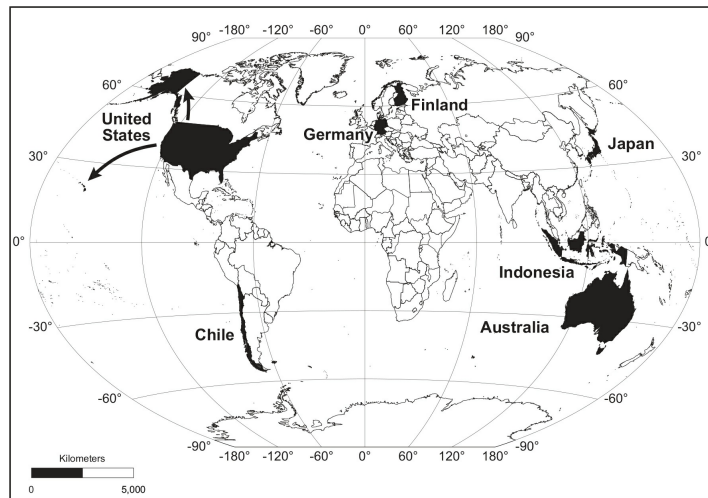 -180° -120° -60° 0° 60° 120° 180°
90° 90°
60° 60°
United
States
Finland
Germany
Japan
30° 30°
0° 0°
Indonesia
-30° Chile Australia -30°
-60° -60°
-90° -90°
-180° -120° -60° 0° 60° 120° 180°
Kilometers
0 5,000